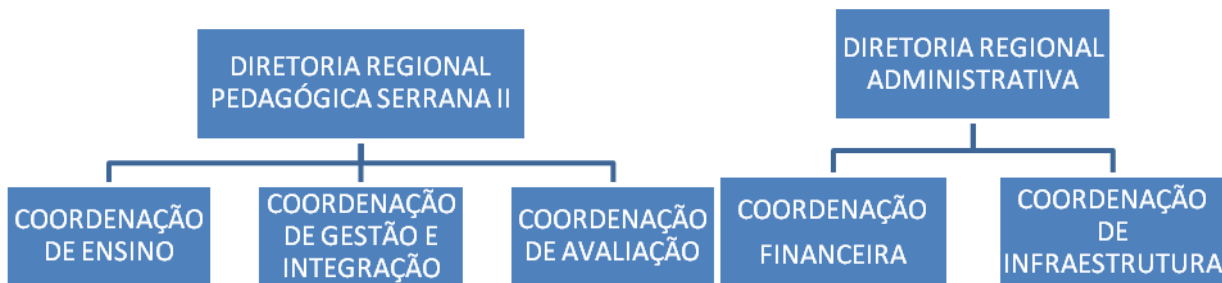 DIRETORIA REGIONAL
PEDAGÓGICA SERRANA II
DIRETORIA REGIONAL
ADMINISTRATIVA
COORDENAÇÃO
DE ENSINO
COORDENAÇÃO
DE GESTÃO E
INTEGRAÇÃO
COORDENAÇÃO
DE AVALIAÇÃO
COORDENAÇÃO
FINANCEIRA
COORDENAÇÃO
DE
INFRAESTRUTURA